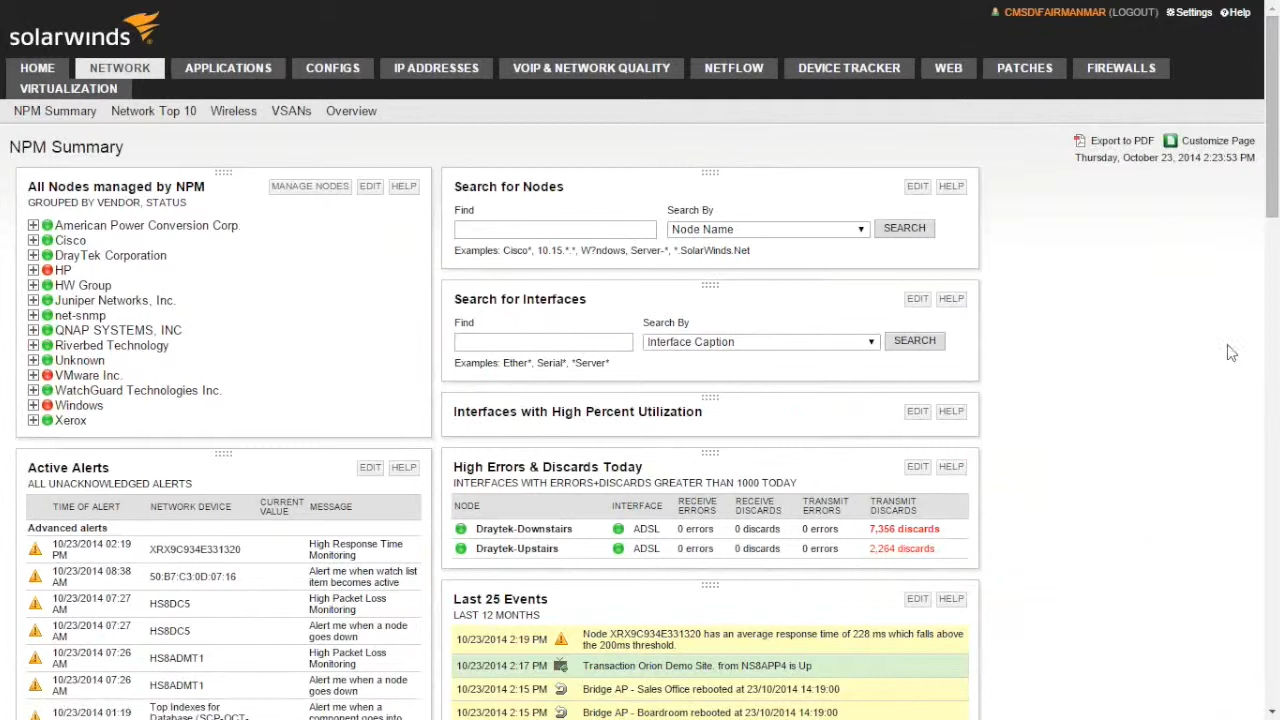 CMSD\FAIRMANMAR (LOGOUT) Settings Help
solarwinds
HOME NETWORK APPLICATIONS CONFIGS IP ADDRESSES VOIP & NETWORK QUALITY NETFLOW DEVICE TRACKER WEB PATCHES FIREWALLS
VIRTUALIZATION
NPM Summary Network Top 10 Wireless VSANs Overview
NPM Summary
Export to PDF Customize Page
Thursday, October 23, 2014 2:23:53 PM
All Nodes managed by NPM MANAGE NODES EDIT HELP
GROUPED BY VENDOR, STATUS
American Power Conversion Corp.
Cisco
DrayTek Corporation
HP
HW Group
Juniper Networks, Inc.
net-snmp
QNAP SYSTEMS, INC
Riverbed Technology
Unknown
VMware Inc.
WatchGuard Technologies Inc.
Windows
Xerox
Active Alerts EDIT HELP
ALL UNACKNOWLEDGED ALERTS
TIME OF ALERT NETWORK DEVICE CURRENT VALUE MESSAGE
Advanced alerts
10/23/2014 02:19 PM XRX9C934E331320 High Response Time Monitoring
10/23/2014 08:38 AM 50:B7:C3:0D:07:16 Alert me when watch list item becomes active
10/23/2014 07:27 AM HS8DC5 High Packet Loss Monitoring
10/23/2014 07:27 AM HS8DC5 Alert me when a node goes down
10/23/2014 07:26 AM HS8ADMT1 High Packet Loss Monitoring
10/23/2014 07:26 AM HS8ADMT1 Alert me when a node goes down
10/23/2014 01:19 Top Indexes for Database (SCP-OCT- Alert me when a component goes into
Search for Nodes EDIT HELP
Find Search By
Node Name SEARCH
Examples: Cisco*, 10.15.*.*, W?ndows, Server-*, *.SolarWinds.Net
Search for Interfaces EDIT HELP
Find Search By
Interface Caption SEARCH
Examples: Ether*, Serial*, *Server*
Interfaces with High Percent Utilization EDIT HELP
High Errors & Discards Today EDIT HELP
INTERFACES WITH ERRORS+DISCARDS GREATER THAN 1000 TODAY
NODE INTERFACE RECEIVE ERRORS RECEIVE DISCARDS TRANSMIT ERRORS TRANSMIT DISCARDS
Draytek-Downstairs ADSL 0 errors 0 discards 0 errors 7,356 discards
Draytek-Upstairs ADSL 0 errors 0 discards 0 errors 2,264 discards
Last 25 Events EDIT HELP
LAST 12 MONTHS
10/23/2014 2:19 PM Node XRX9C934E331320 has an average response time of 228 ms which falls above
the 200ms threshold.
10/23/2014 2:17 PM Transaction Orion Demo Site. from NS8APP4 is Up
10/23/2014 2:15 PM Bridge AP - Sales Office rebooted at 23/10/2014 14:19:00
10/23/2014 2:15 PM Bridge AP - Boardroom rebooted at 23/10/2014 14:19:00